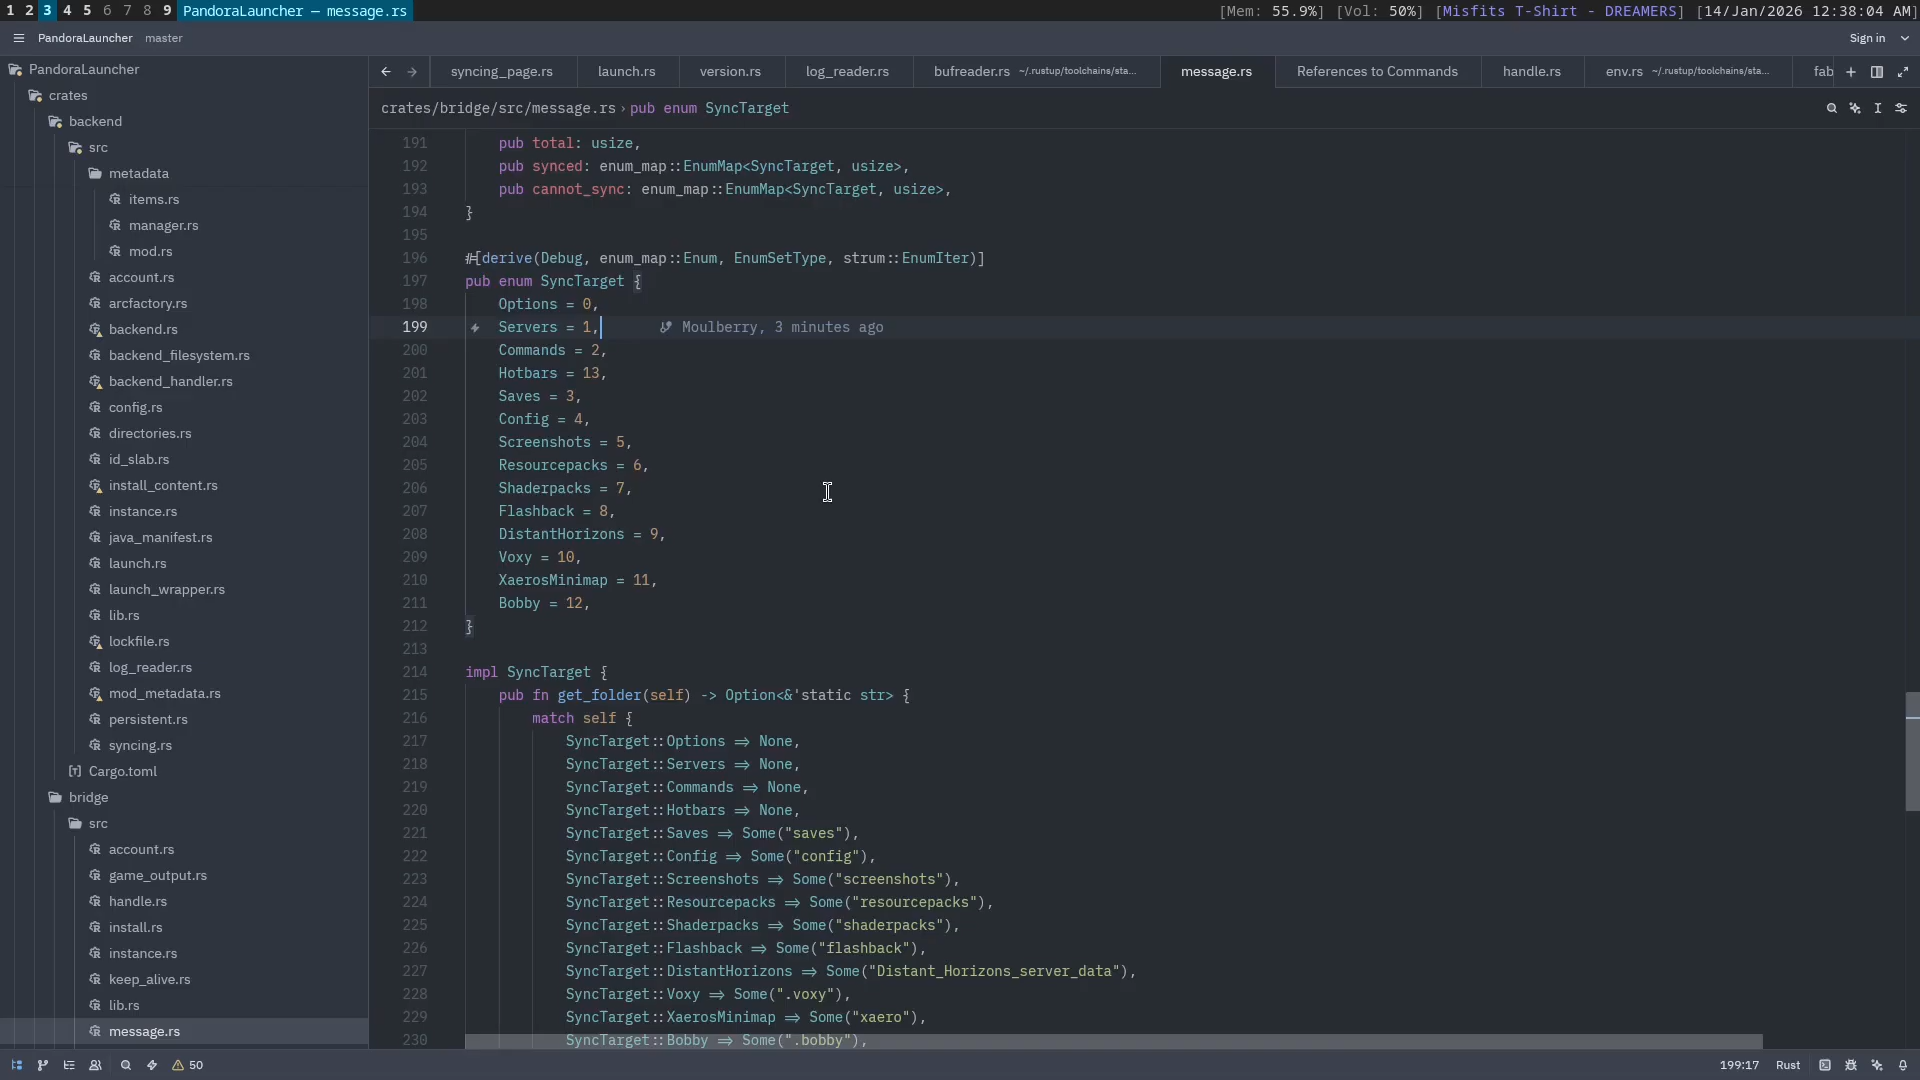 1 2 3 4 5 6 7 8 9 PandoraLauncher — message.rs [Mem: 55.9%] [Vol: 50%] [Misfits T-Shirt - DREAMERS] [14/Jan/2026 12:38:04 AM]
PandoraLauncher master Sign in
PandoraLauncher
crates
backend
src
metadata
items.rs
manager.rs
mod.rs
account.rs
arcfactory.rs
backend.rs
backend_filesystem.rs
backend_handler.rs
config.rs
directories.rs
id_slab.rs
install_content.rs
instance.rs
java_manifest.rs
launch.rs
launch_wrapper.rs
lib.rs
lockfile.rs
log_reader.rs
mod_metadata.rs
persistent.rs
syncing.rs
Cargo.toml
bridge
src
account.rs
game_output.rs
handle.rs
install.rs
instance.rs
keep_alive.rs
lib.rs
message.rs
syncing_page.rs launch.rs version.rs log_reader.rs bufreader.rs ~/.rustup/toolchains/sta... message.rs References to Commands handle.rs env.rs ~/.rustup/toolchains/sta... fab
crates/bridge/src/message.rs › pub enum SyncTarget
191 pub total: usize,
192 pub synced: enum_map::EnumMap<SyncTarget, usize>,
193 pub cannot_sync: enum_map::EnumMap<SyncTarget, usize>,
194 }
195
196 #[derive(Debug, enum_map::Enum, EnumSetType, strum::EnumIter)]
197 pub enum SyncTarget {
198 Options = 0,
199 Servers = 1, Moulberry, 3 minutes ago
200 Commands = 2,
201 Hotbars = 13,
202 Saves = 3,
203 Config = 4,
204 Screenshots = 5,
205 Resourcepacks = 6,
206 Shaderpacks = 7,
207 Flashback = 8,
208 DistantHorizons = 9,
209 Voxy = 10,
210 XaerosMinimap = 11,
211 Bobby = 12,
212 }
213
214 impl SyncTarget {
215 pub fn get_folder(self) -> Option<&'static str> {
216 match self {
217 SyncTarget::Options => None,
218 SyncTarget::Servers => None,
219 SyncTarget::Commands => None,
220 SyncTarget::Hotbars => None,
221 SyncTarget::Saves => Some("saves"),
222 SyncTarget::Config => Some("config"),
223 SyncTarget::Screenshots => Some("screenshots"),
224 SyncTarget::Resourcepacks => Some("resourcepacks"),
225 SyncTarget::Shaderpacks => Some("shaderpacks"),
226 SyncTarget::Flashback => Some("flashback"),
227 SyncTarget::DistantHorizons => Some("Distant_Horizons_server_data"),
228 SyncTarget::Voxy => Some(".voxy"),
229 SyncTarget::XaerosMinimap => Some("xaero"),
230 SyncTarget::Bobby => Some(".bobby"),
50 199:17 Rust